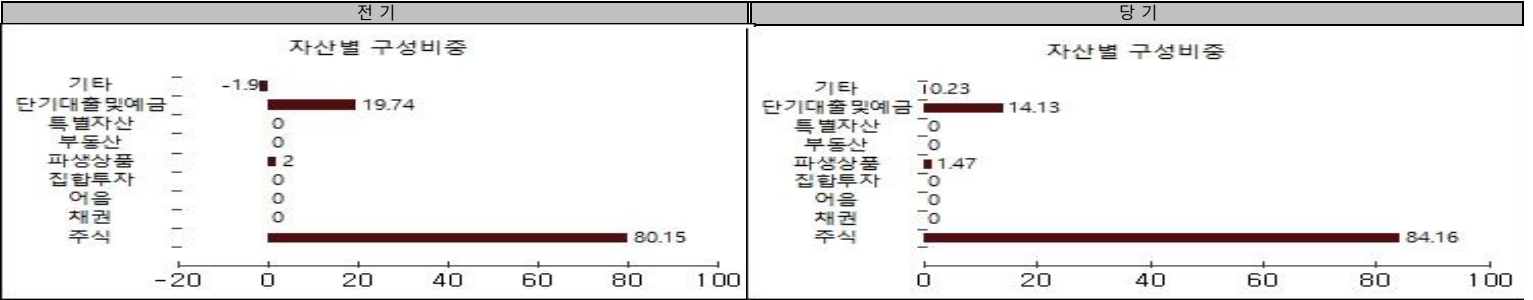 전 기
자산별 구성비중
기타 -1.9
단기대출및예금 19.74
특별자산 0
부동산 0
파생상품 2
집합투자 0
어음 0
채권 0
주식 80.15
-20 0 20 40 60 80 100
당 기
자산별 구성비중
기타 0.23
단기대출및예금 14.13
특별자산 0
부동산 0
파생상품 1.47
집합투자 0
어음 0
채권 0
주식 84.16
0 20 40 60 80 100